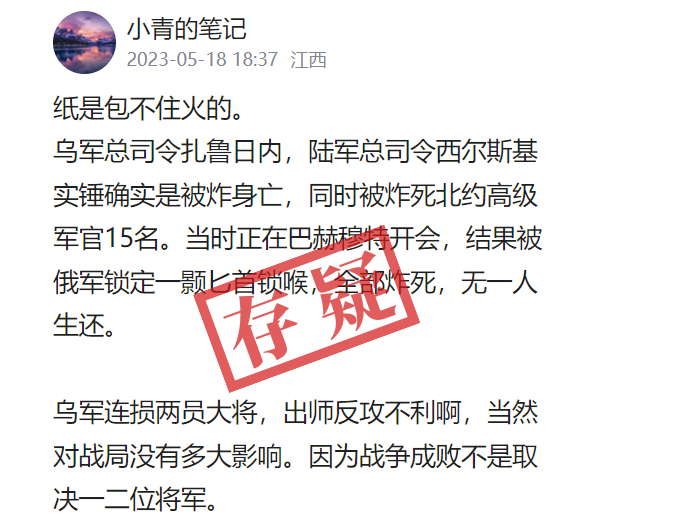 小青的笔记
2023-05-18 18:37 江西
纸是包不住火的。
乌军总司令扎鲁日内，陆军总司令西尔斯基
实锤确实是被炸身亡，同时被炸死北约高级
军官15名。当时正在巴赫穆特开会，结果被
俄军锁定一颗匕首锁喉，全部炸死，无一人
生还。
存疑
乌军连损两员大将，出师反攻不利啊，当然
对战局没有多大影响。因为战争成败不是取
决一二位将军。